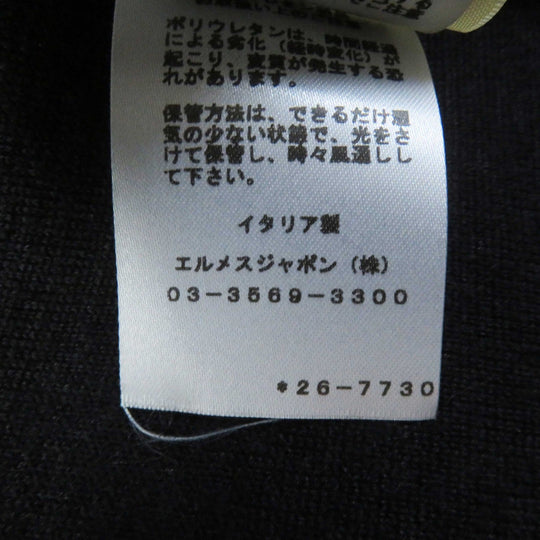 ポリウレタンは、時間経過
による劣化（経時変化）が
起こり、変質が発生する恐
れがあります。
保管方法は、できるだけ湿
気の少ない状態で、光をさ
けて保管し、時々風通しし
て下さい。
イタリア製
エルメスジャポン（株）
03-3569-3300
*26-7730